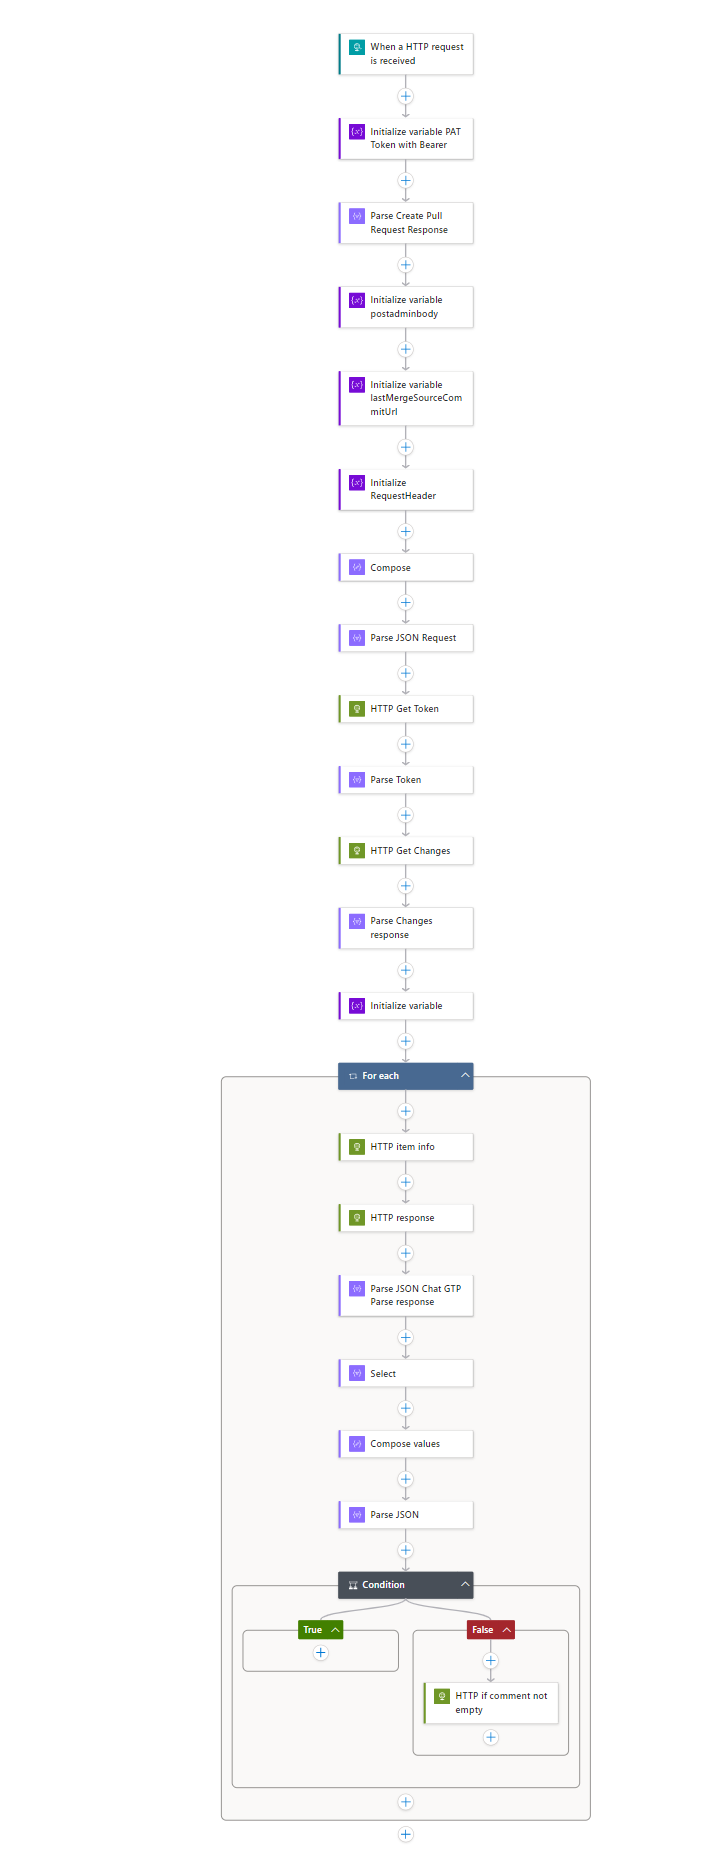 When a HTTP request
is received
Initialize variable PAT
Token with Bearer
Parse Create Pull
Request Response
Initialize variable
postadminbody
Initialize variable
lastMergeSourceCom
mitUrl
Initialize
RequestHeader
Compose
Parse JSON Request
HTTP Get Token
Parse Token
HTTP Get Changes
Parse Changes
response
Initialize variable
For each
HTTP item info
HTTP response
Parse JSON Chat GTP
Parse response
Select
Compose values
Parse JSON
Condition
True
False
HTTP if comment not
empty